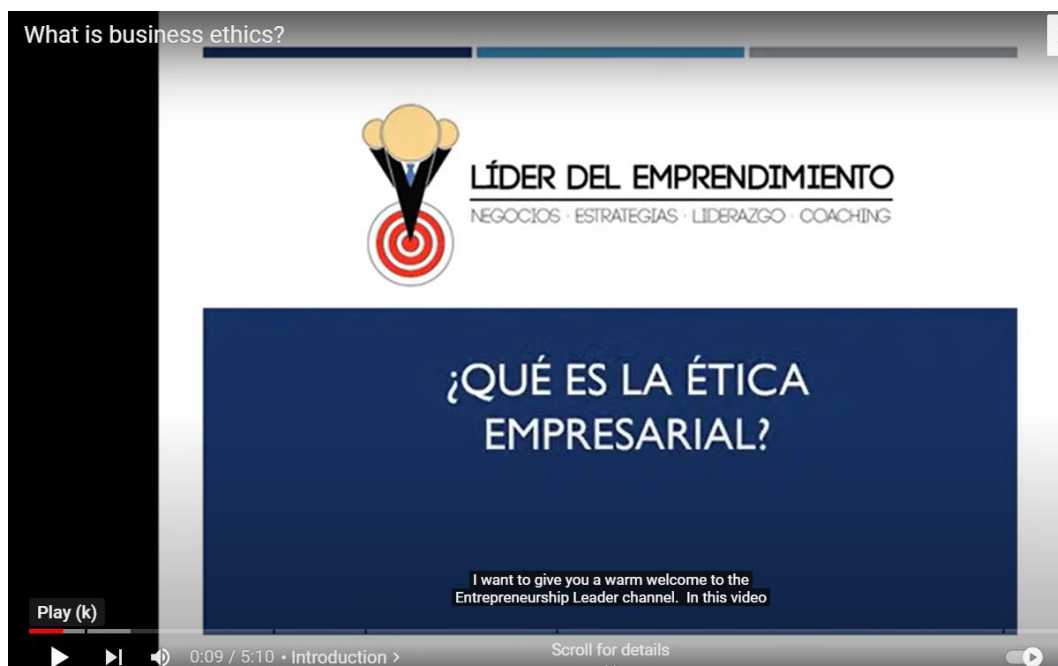 What is business ethics?
LÍDER DEL EMPRENDIMIENTO
NEGOCIOS · ESTRATEGIAS · LIDERAZGO · COACHING
¿QUÉ ES LA ÉTICA
EMPRESARIAL?
I want to give you a warm welcome to the
Entrepreneurship Leader channel. In this video
Play (k)
0:09 / 5:10 • Introduction >
Scroll for details